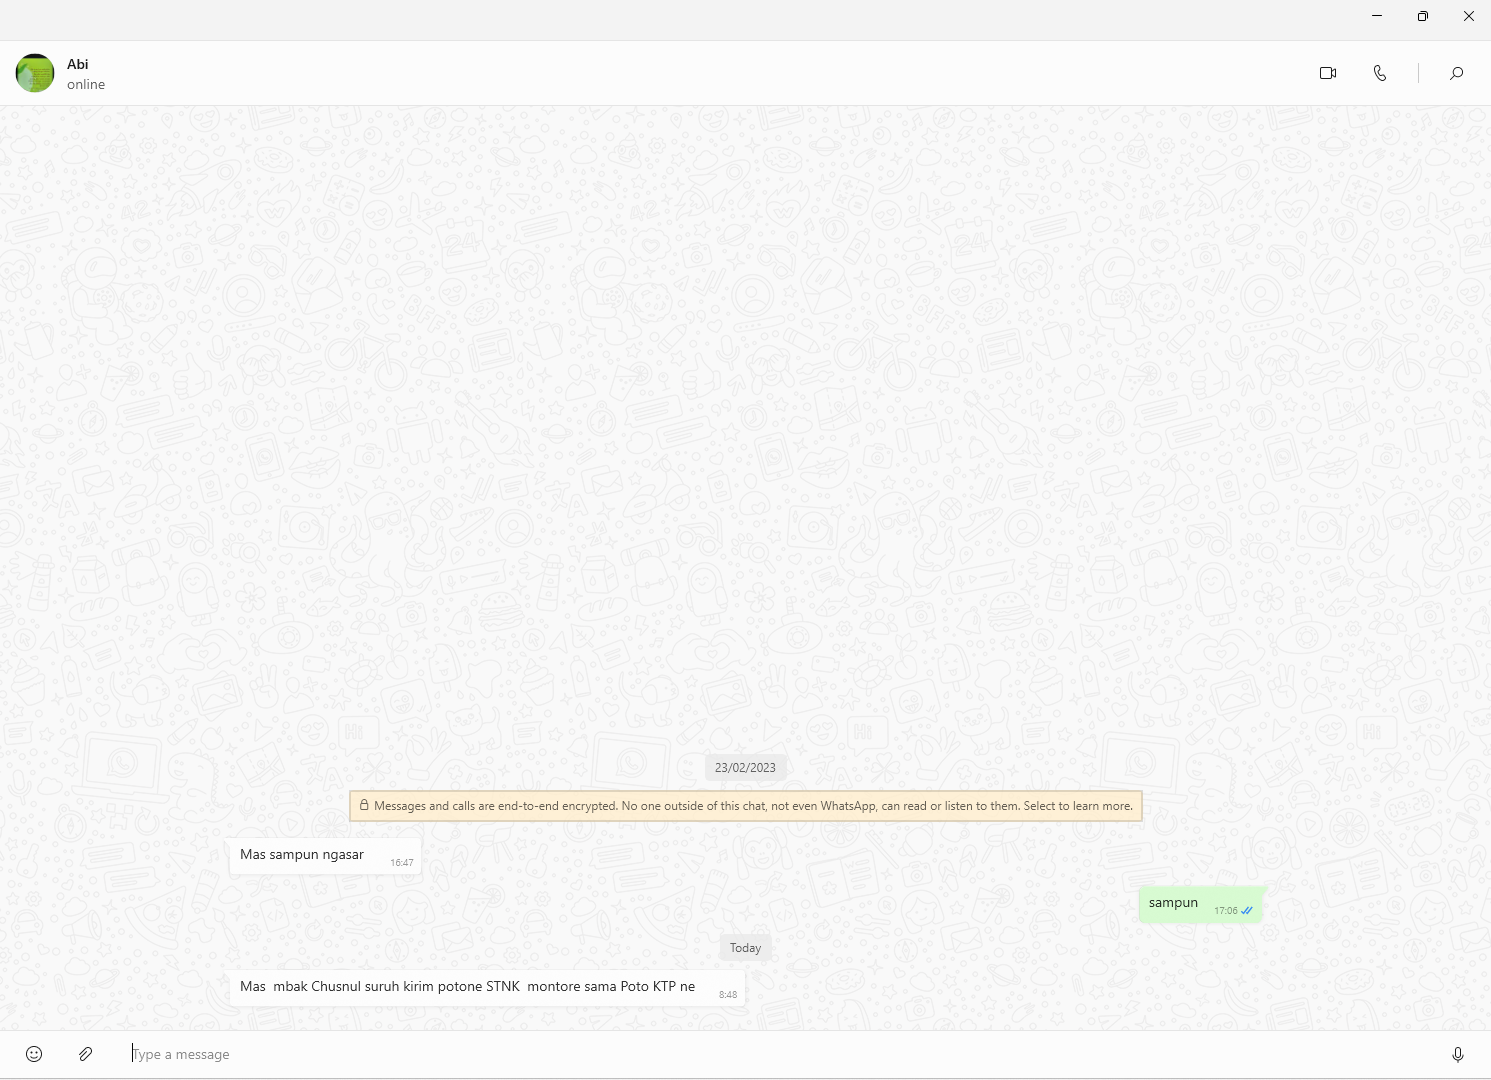 Abi
online
23/02/2023
Messages and calls are end-to-end encrypted. No one outside of this chat, not even WhatsApp, can read or listen to them. Select to learn more.
Mas sampun ngasar
16:47
sampun
17:06
Today
Mas  mbak Chusnul suruh kirim potone STNK  montore sama Poto KTP ne
8:48
Type a message